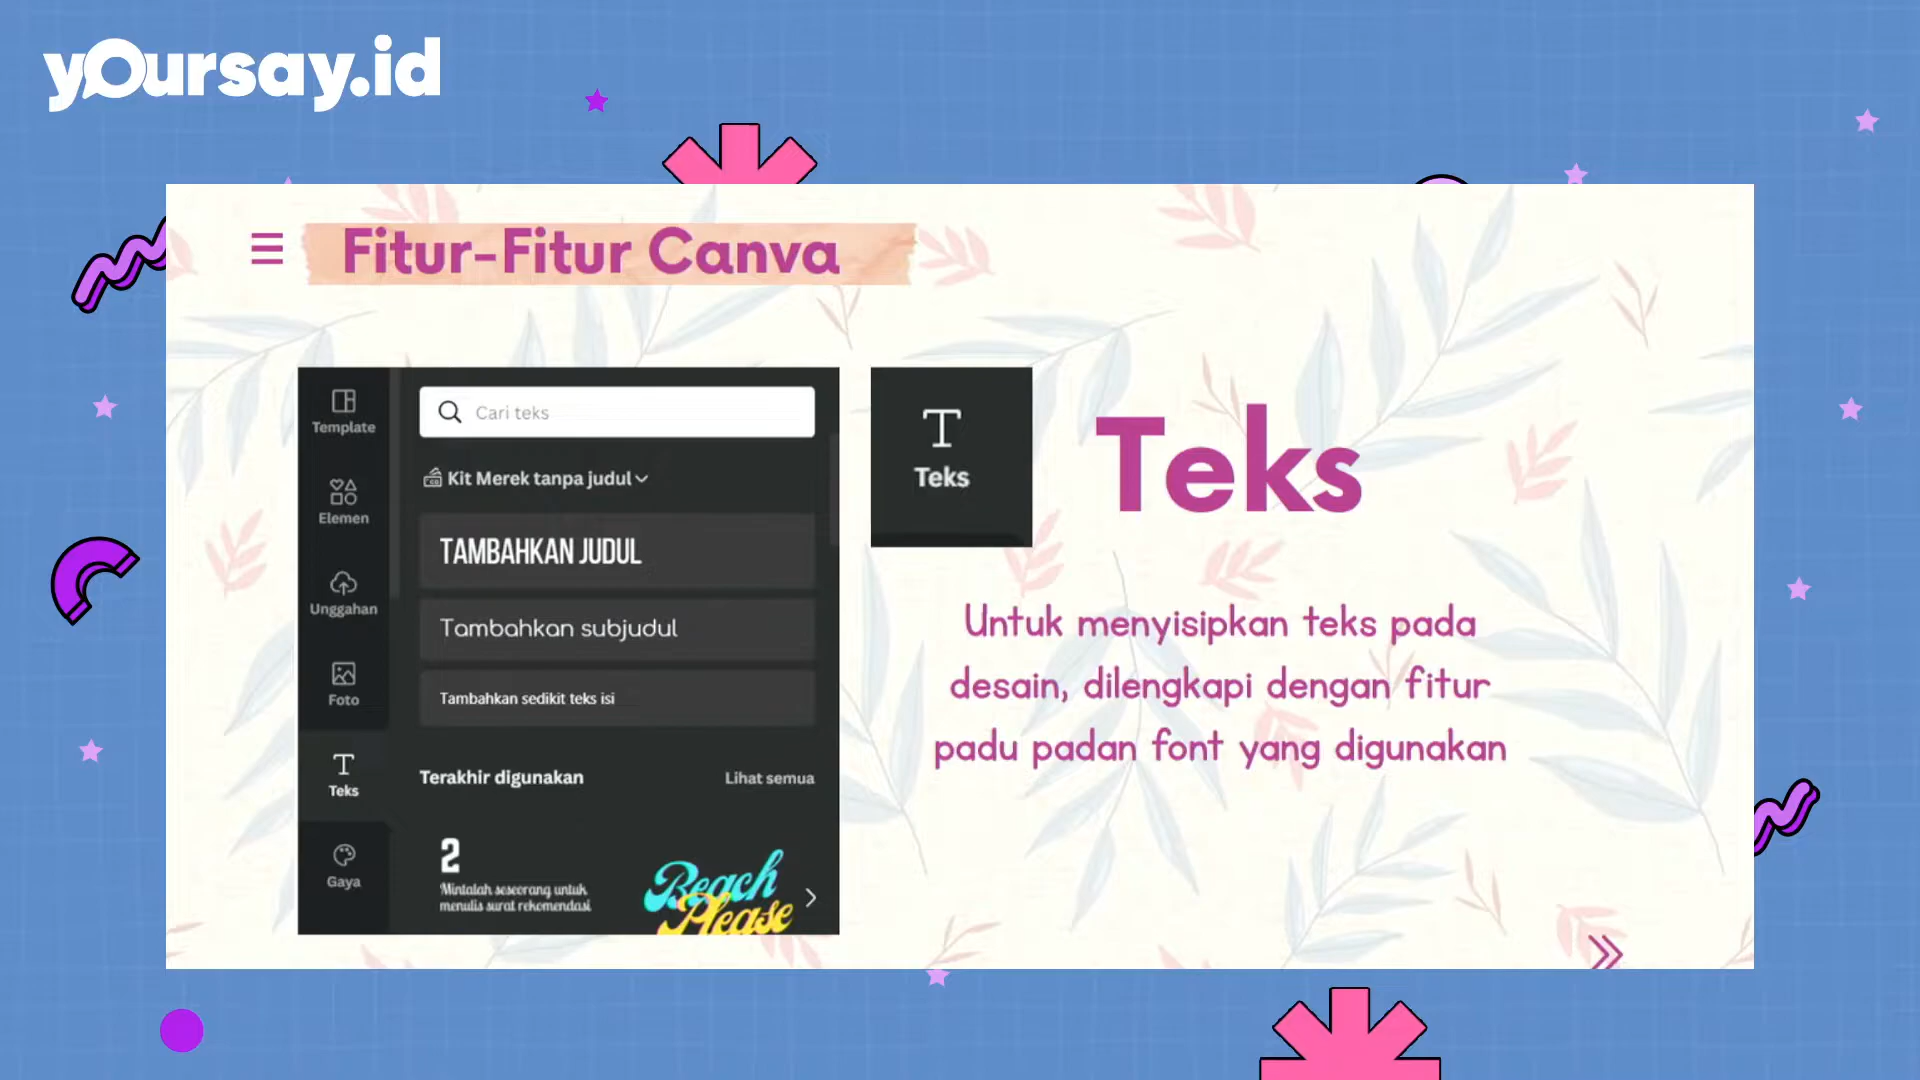 yoursay.id
Fitur-Fitur Canva
Template
Elemen
Unggahan
Foto
Teks
Gaya
Cari teks
Kit Merek tanpa judul
TAMBAHKAN JUDUL
Tambahkan subjudul
Tambahkan sedikit teks isi
Terakhir digunakan
Lihat semua
2
Mintalah seseorang untuk
menulis surat rekomendasi
Beach
Please
Teks
Teks
Untuk menyisipkan teks pada
desain, dilengkapi dengan fitur
padu padan font yang digunakan